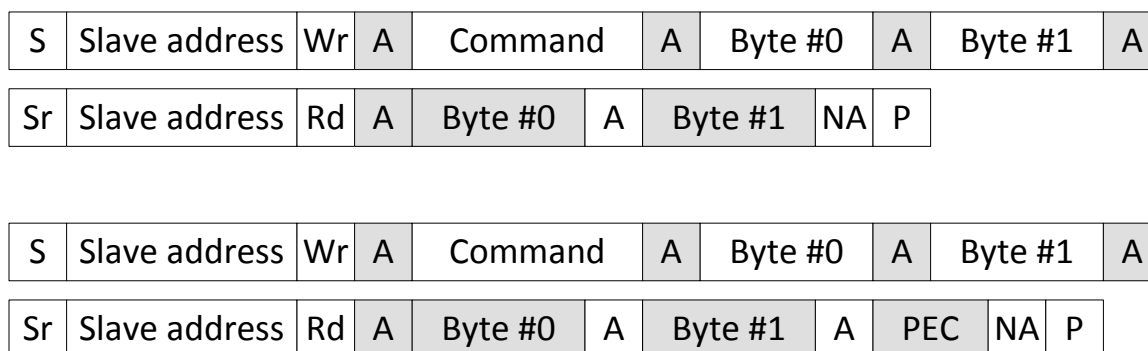 S Slave address Wr A Command A Byte #0 A Byte #1 A
Sr Slave address Rd A Byte #0 A Byte #1 NA P
S Slave address Wr A Command A Byte #0 A Byte #1 A
Sr Slave address Rd A Byte #0 A Byte #1 A PEC NA P